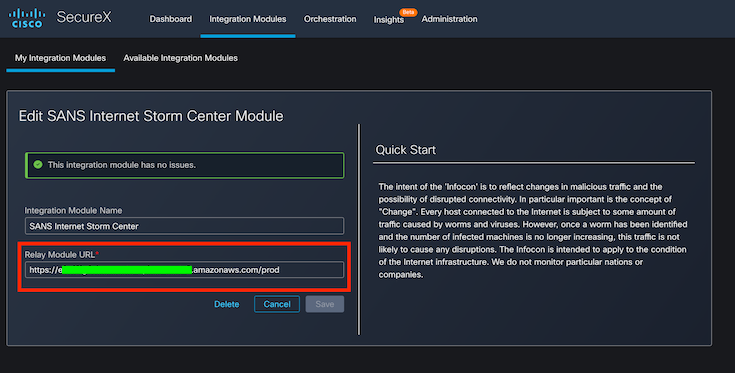 CISCO
SecureX
Dashboard
Integration Modules
Orchestration
Insights
Beta
Administration
My Integration Modules
Available Integration Modules
Edit SANS Internet Storm Center Module
This integration module has no issues.
Integration Module Name
SANS Internet Storm Center
Relay Module URL*
https://e .amazonaws.com/prod
Delete
Cancel
Save
Quick Start
The intent of the 'Infocon' is to reflect changes in malicious traffic and the
possibility of disrupted connectivity. In particular important is the concept of
"Change". Every host connected to the Internet is subject to some amount of
traffic caused by worms and viruses. However, once a worm has been identified
and the number of infected machines is no longer increasing, this traffic is not
likely to cause any disruptions. The Infocon is intended to apply to the condition
of the Internet infrastructure. We do not monitor particular nations or
companies.